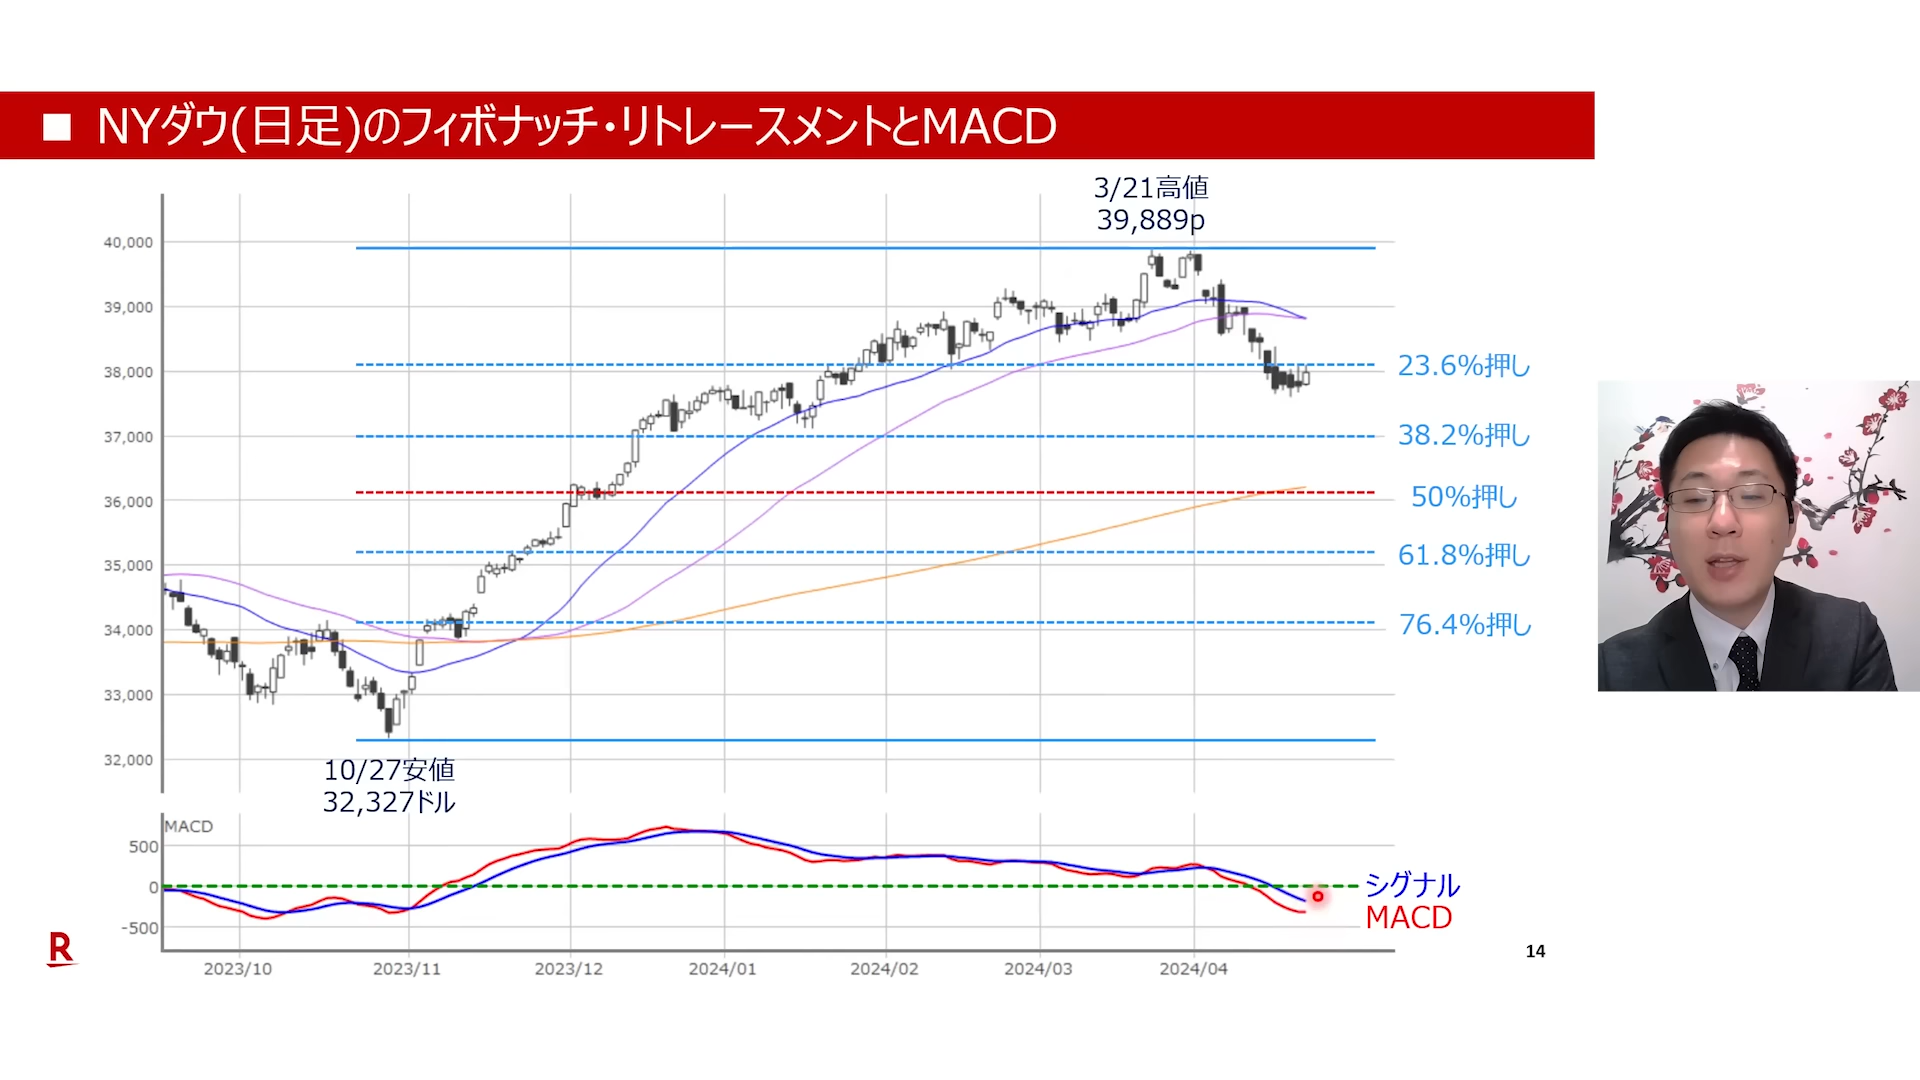 ■ NYダウ(日足)のフィボナッチ・リトレースメントとMACD
3/21高値
39,889p
40,000
39,000
38,000
37,000
36,000
35,000
34,000
33,000
32,000
23.6%押し
38.2%押し
50%押し
61.8%押し
76.4%押し
10/27安値
32,327ドル
MACD
500
0
-500
シグナル
MACD
R
14
2023/10
2023/11
2023/12
2024/01
2024/02
2024/03
2024/04